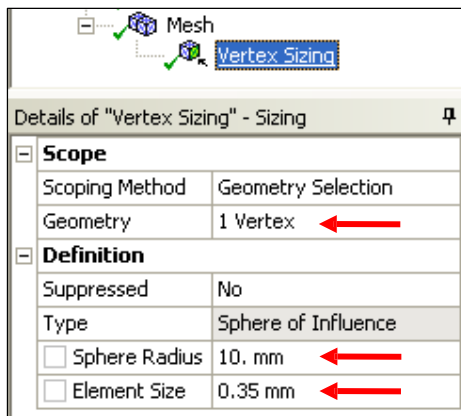 Mesh
Vertex Sizing
Details of "Vertex Sizing" - Sizing
Scope
Scoping Method Geometry Selection
Geometry 1 Vertex
Definition
Suppressed No
Type Sphere of Influence
Sphere Radius 10. mm
Element Size 0.35 mm